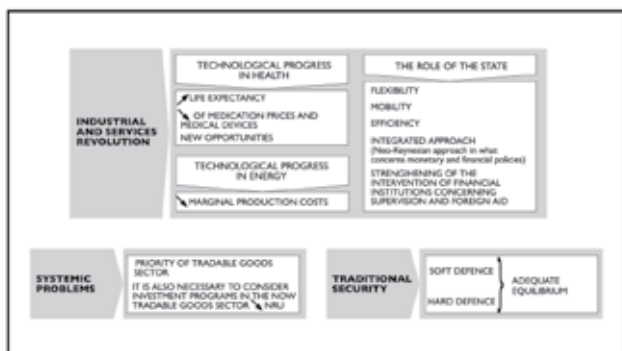 INDUSTRIAL
AND SERVICES
REVOLUTION
TECHNOLOGICAL PROGRESS
IN HEALTH
LIFE EXPECTANCY
OF MEDICATION PRICES AND
MEDICAL DEVICES
NEW OPPORTUNITIES
TECHNOLOGICAL PROGRESS
IN ENERGY
MARGINAL PRODUCTION COSTS
THE ROLE OF THE STATE
FLEXIBILITY
MOBILITY
EFFICIENCY
INTEGRATED APPROACH
(Neo-Keynesian approach in what
concerns monetary and financial policies)
STRENGTHENING OF THE
INTERVENTION OF FINANCIAL
INSTITUTIONS CONCERNING
SUPERVISION AND FOREIGN AID
SYSTEMIC
PROBLEMS
PRIORITY OF TRADABLE GOODS
SECTOR
IT IS ALSO NECESSARY TO CONSIDER
INVESTMENT PROGRAMS IN THE NOW
TRADABLE GOODS SECTOR NRU
TRADITIONAL
SECURITY
SOFT DEFENCE
HARD DEFENCE
ADEQUATE
EQUILIBRIUM